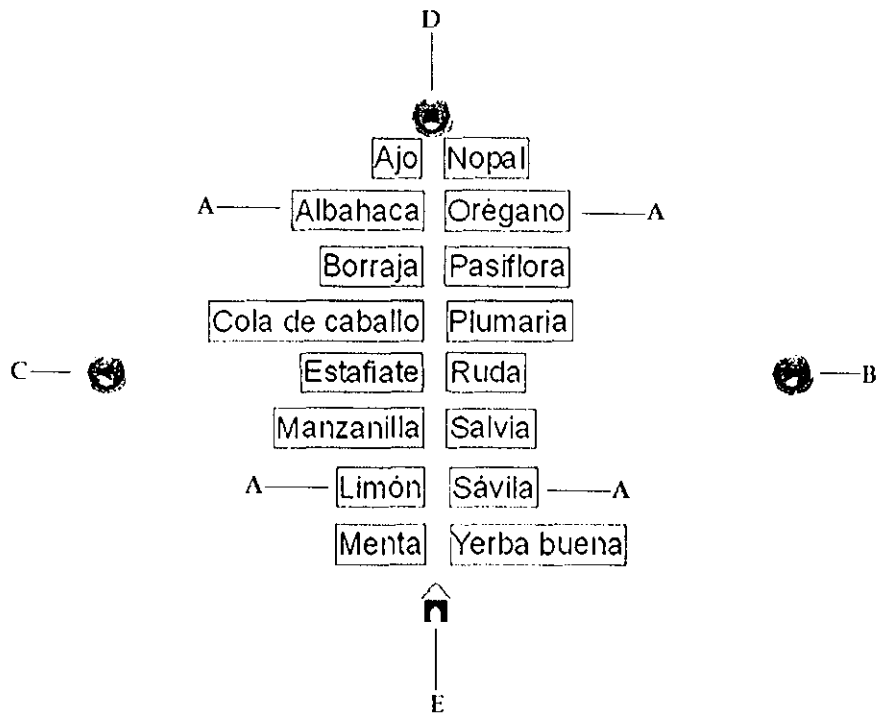 D
Ajo Nopal
A Albahaca Orégano A
Borraja Pasiflora
Cola de caballo Plumaria
C Estafiate Ruda B
Manzanilla Salvia
A Limón Sávila A
Menta Yerba buena
E